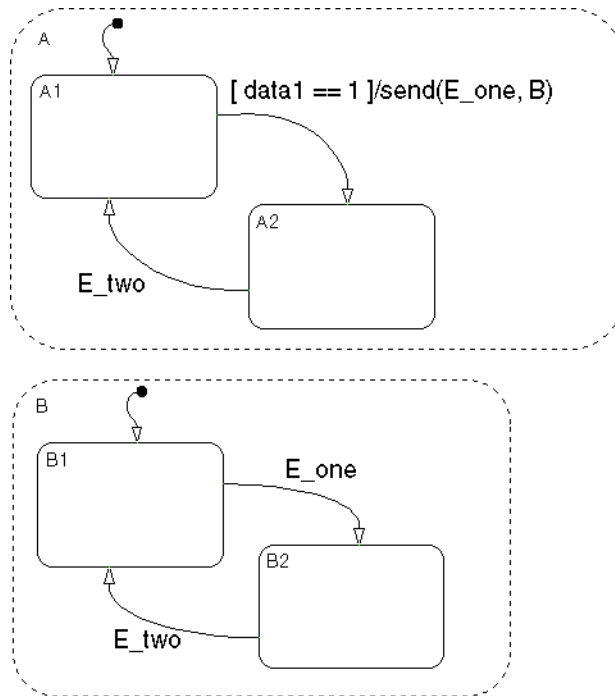 A
A1
[ data1 == 1 ]/send(E_one, B)
A2
E_two
B
B1
E_one
B2
E_two